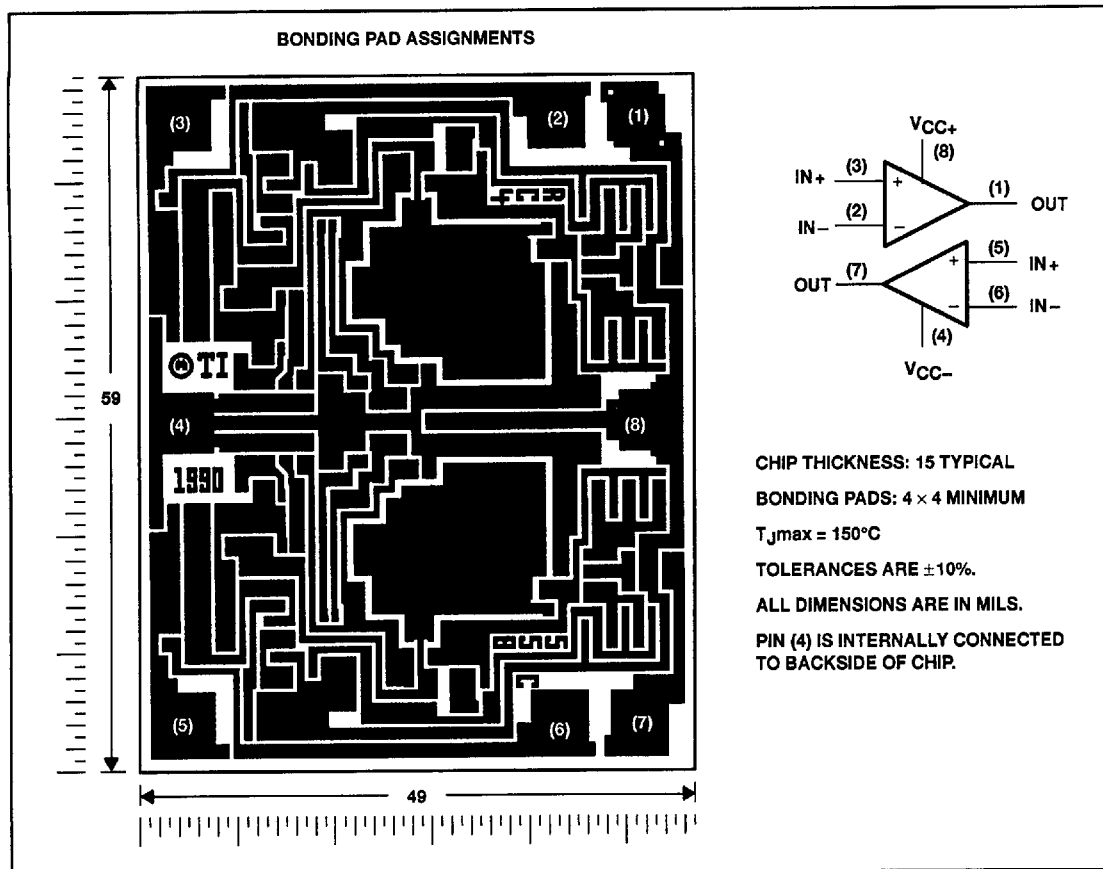 BONDING PAD ASSIGNMENTS
(3)
(2)
(1)
TI
59
(4)
(8)
1990
(5)
(6)
(7)
49
VCC+
(8)
IN+
(3)
+
(1)
OUT
IN−
(2)
−
(5)
IN+
OUT
(7)
+
(6)
IN−
−
(4)
VCC−
CHIP THICKNESS: 15 TYPICAL
BONDING PADS: 4 × 4 MINIMUM
TJmax = 150°C
TOLERANCES ARE ±10%.
ALL DIMENSIONS ARE IN MILS.
PIN (4) IS INTERNALLY CONNECTED
TO BACKSIDE OF CHIP.